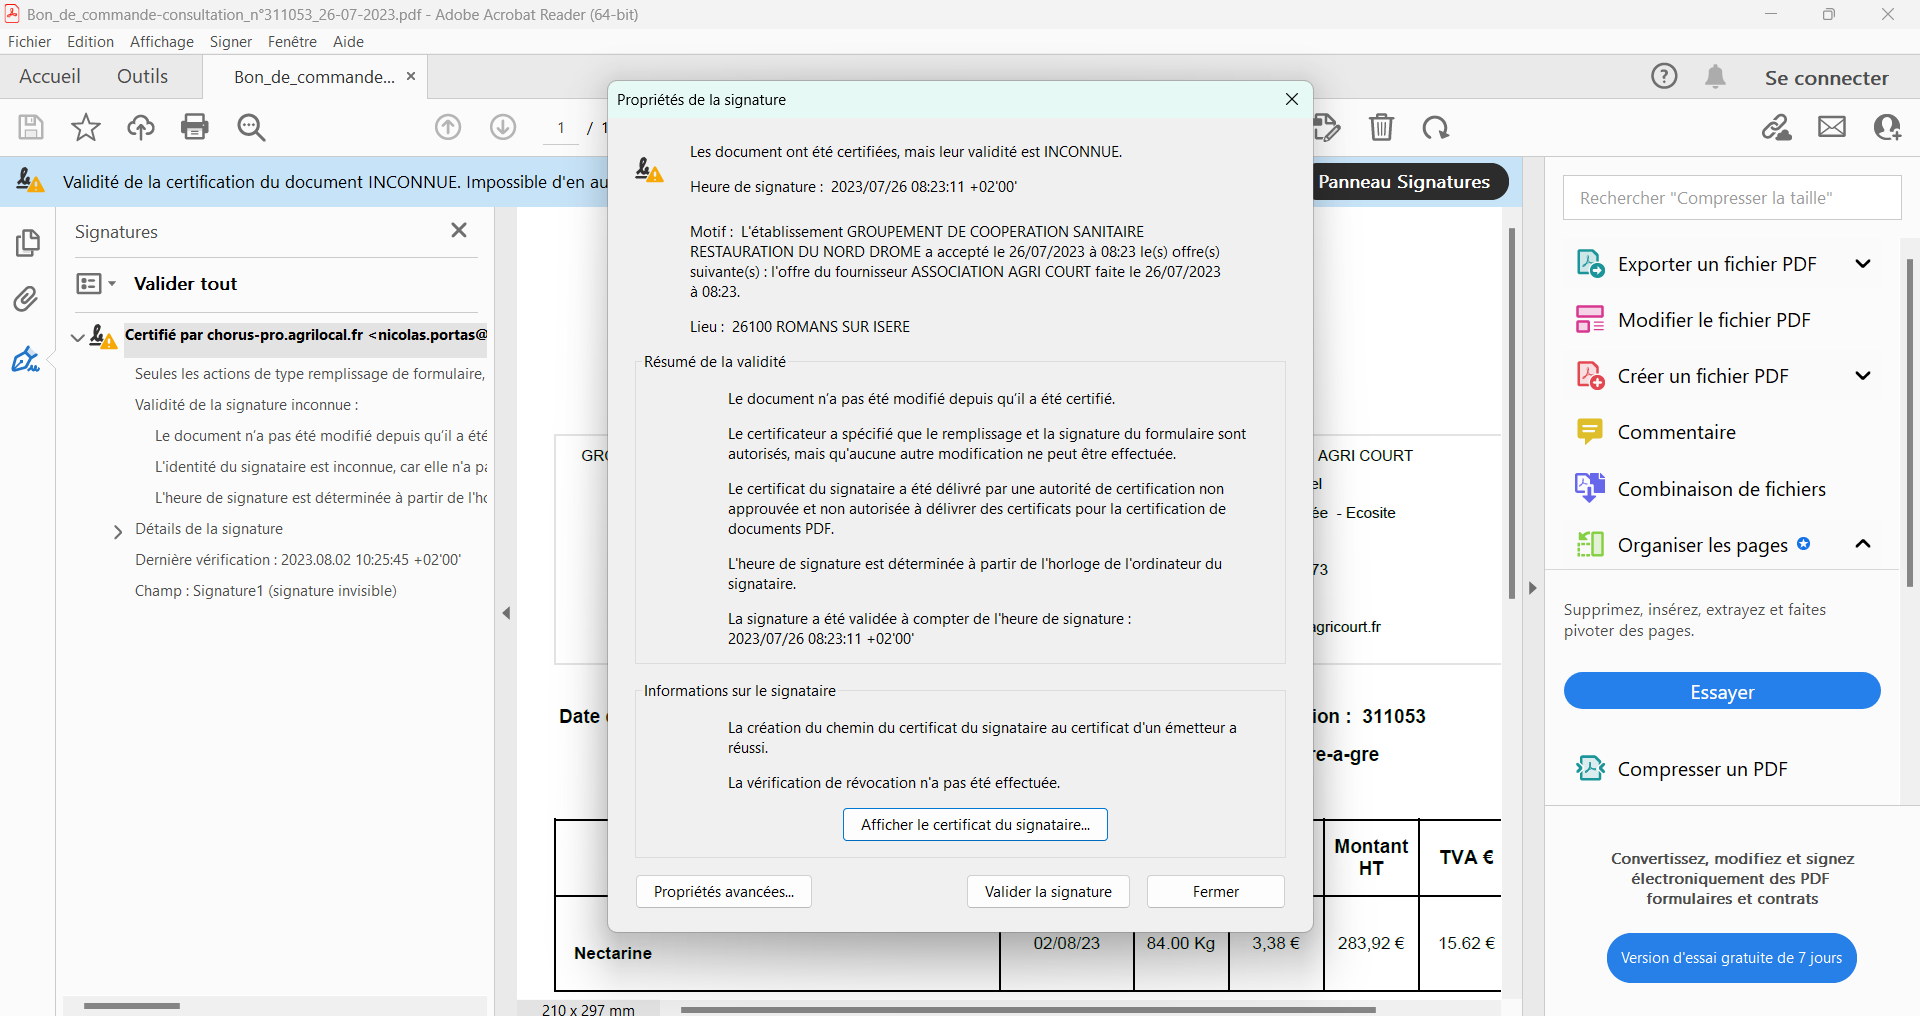 Bon_de_commande-consultation_n°311053_26-07-2023.pdf - Adobe Acrobat Reader (64-bit)
Fichier Edition Affichage Signer Fenêtre Aide
Accueil Outils Bon_de_commande... × Se connecter
1 / 1
Validité de la certification du document INCONNUE. Impossible d'en au
Panneau Signatures
Signatures
Valider tout
Certifié par chorus-pro.agrilocal.fr <nicolas.portas@
Seules les actions de type remplissage de formulaire,
Validité de la signature inconnue :
Le document n'a pas été modifié depuis qu'il a été
L'identité du signataire est inconnue, car elle n'a pa
L'heure de signature est déterminée à partir de l'ho
Détails de la signature
Dernière vérification : 2023.08.02 10:25:45 +02'00'
Champ : Signature1 (signature invisible)
Propriétés de la signature
Les document ont été certifiées, mais leur validité est INCONNUE.
Heure de signature : 2023/07/26 08:23:11 +02'00'
Motif : L'établissement GROUPEMENT DE COOPERATION SANITAIRE
RESTAURATION DU NORD DROME a accepté le 26/07/2023 à 08:23 le(s) offre(s)
suivante(s) : l'offre du fournisseur ASSOCIATION AGRI COURT faite le 26/07/2023
à 08:23.
Lieu : 26100 ROMANS SUR ISERE
Résumé de la validité
Le document n'a pas été modifié depuis qu'il a été certifié.
Le certificateur a spécifié que le remplissage et la signature du formulaire sont
autorisés, mais qu'aucune autre modification ne peut être effectuée.
Le certificat du signataire a été délivré par une autorité de certification non
approuvée et non autorisée à délivrer des certificats pour la certification de
documents PDF.
L'heure de signature est déterminée à partir de l'horloge de l'ordinateur du
signataire.
La signature a été validée à compter de l'heure de signature :
2023/07/26 08:23:11 +02'00'
Informations sur le signataire
La création du chemin du certificat du signataire au certificat d'un émetteur a
réussi.
La vérification de révocation n'a pas été effectuée.
Afficher le certificat du signataire...
Propriétés avancées... Valider la signature Fermer
GR
AGRI COURT
el
ée - Ecosite
73
agricourt.fr
Date
ion : 311053
re-a-gre
Montant
HT
TVA €
Nectarine 02/08/23 84.00 Kg 3,38 € 283,92 € 15.62 €
210 x 297 mm
Rechercher "Compresser la taille"
Exporter un fichier PDF
Modifier le fichier PDF
Créer un fichier PDF
Commentaire
Combinaison de fichiers
Organiser les pages
Supprimez, insérez, extrayez et faites
pivoter des pages.
Essayer
Compresser un PDF
Convertissez, modifiez et signez
électroniquement des PDF
formulaires et contrats
Version d'essai gratuite de 7 jours